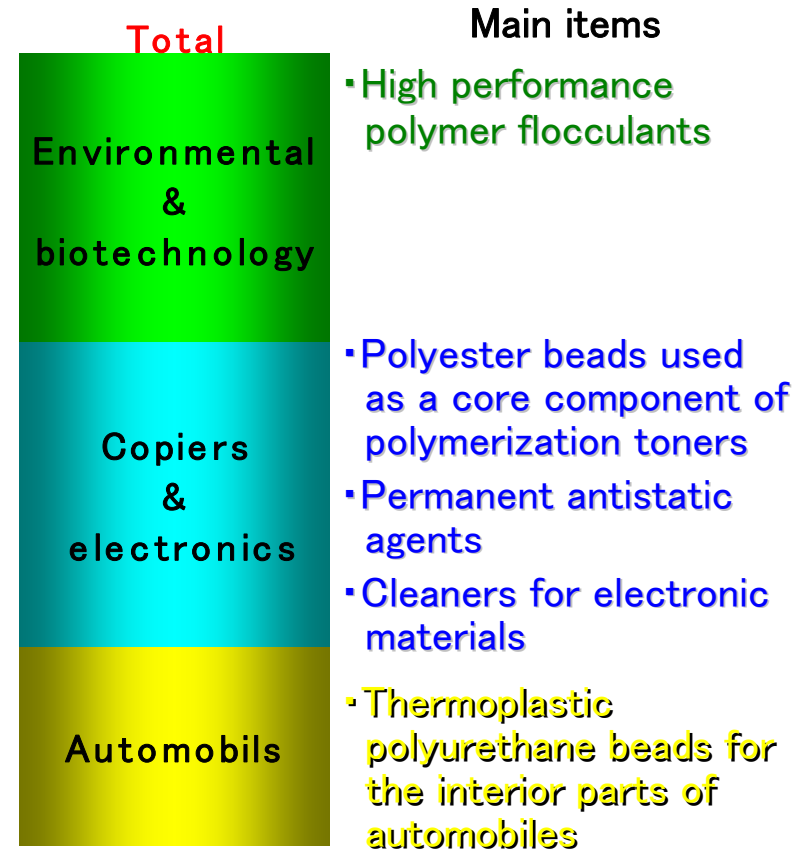 Total
Main items
Environmental
&
biotechnology
・High performance
polymer flocculants
Copiers
&
electronics
・Polyester beads used
as a core component of
polymerization toners
・Permanent antistatic
agents
・Cleaners for electronic
materials
Automobils
・Thermoplastic
polyurethane beads for
the interior parts of
automobiles